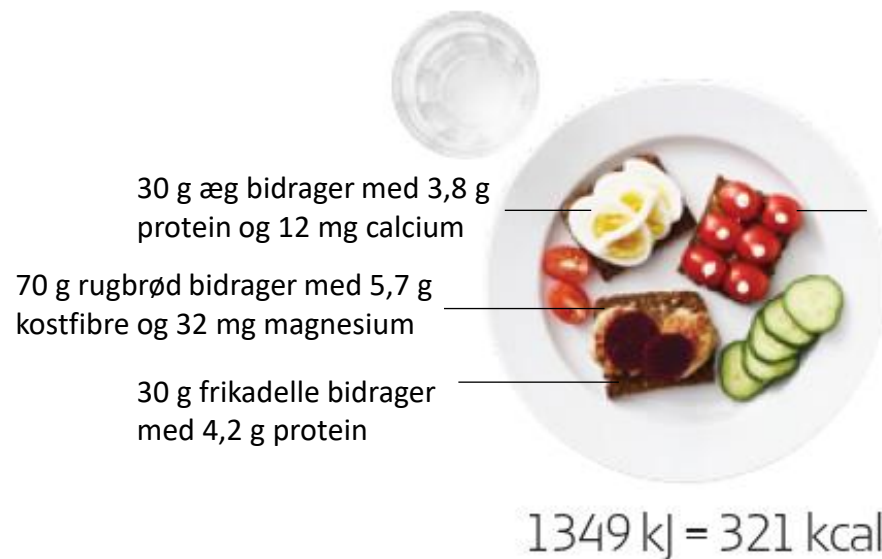 30 g æg bidrager med 3,8 g
protein og 12 mg calcium
70 g rugbrød bidrager med 5,7 g
kostfibre og 32 mg magnesium
30 g frikadelle bidrager
med 4,2 g protein
1349 kJ = 321 kcal